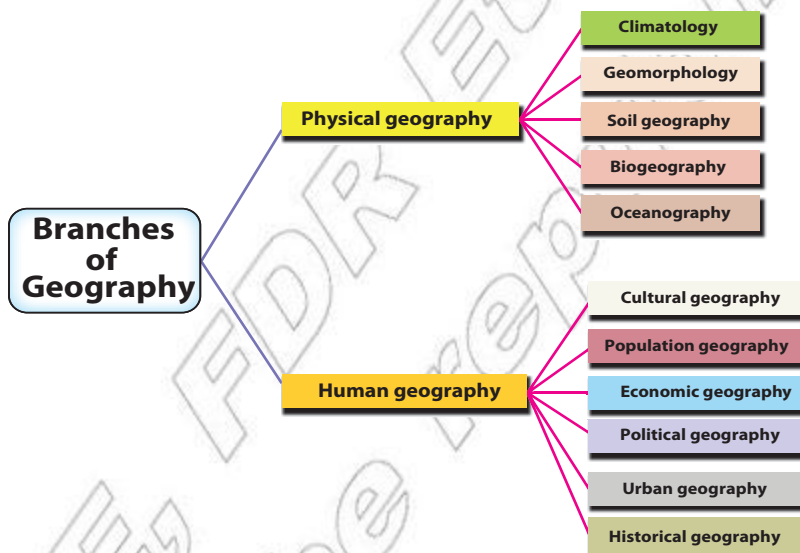 Branches
of
Geography
Physical geography
Climatology
Geomorphology
Soil geography
Biogeography
Oceanography
Human geography
Cultural geography
Population geography
Economic geography
Political geography
Urban geography
Historical geography
FDR